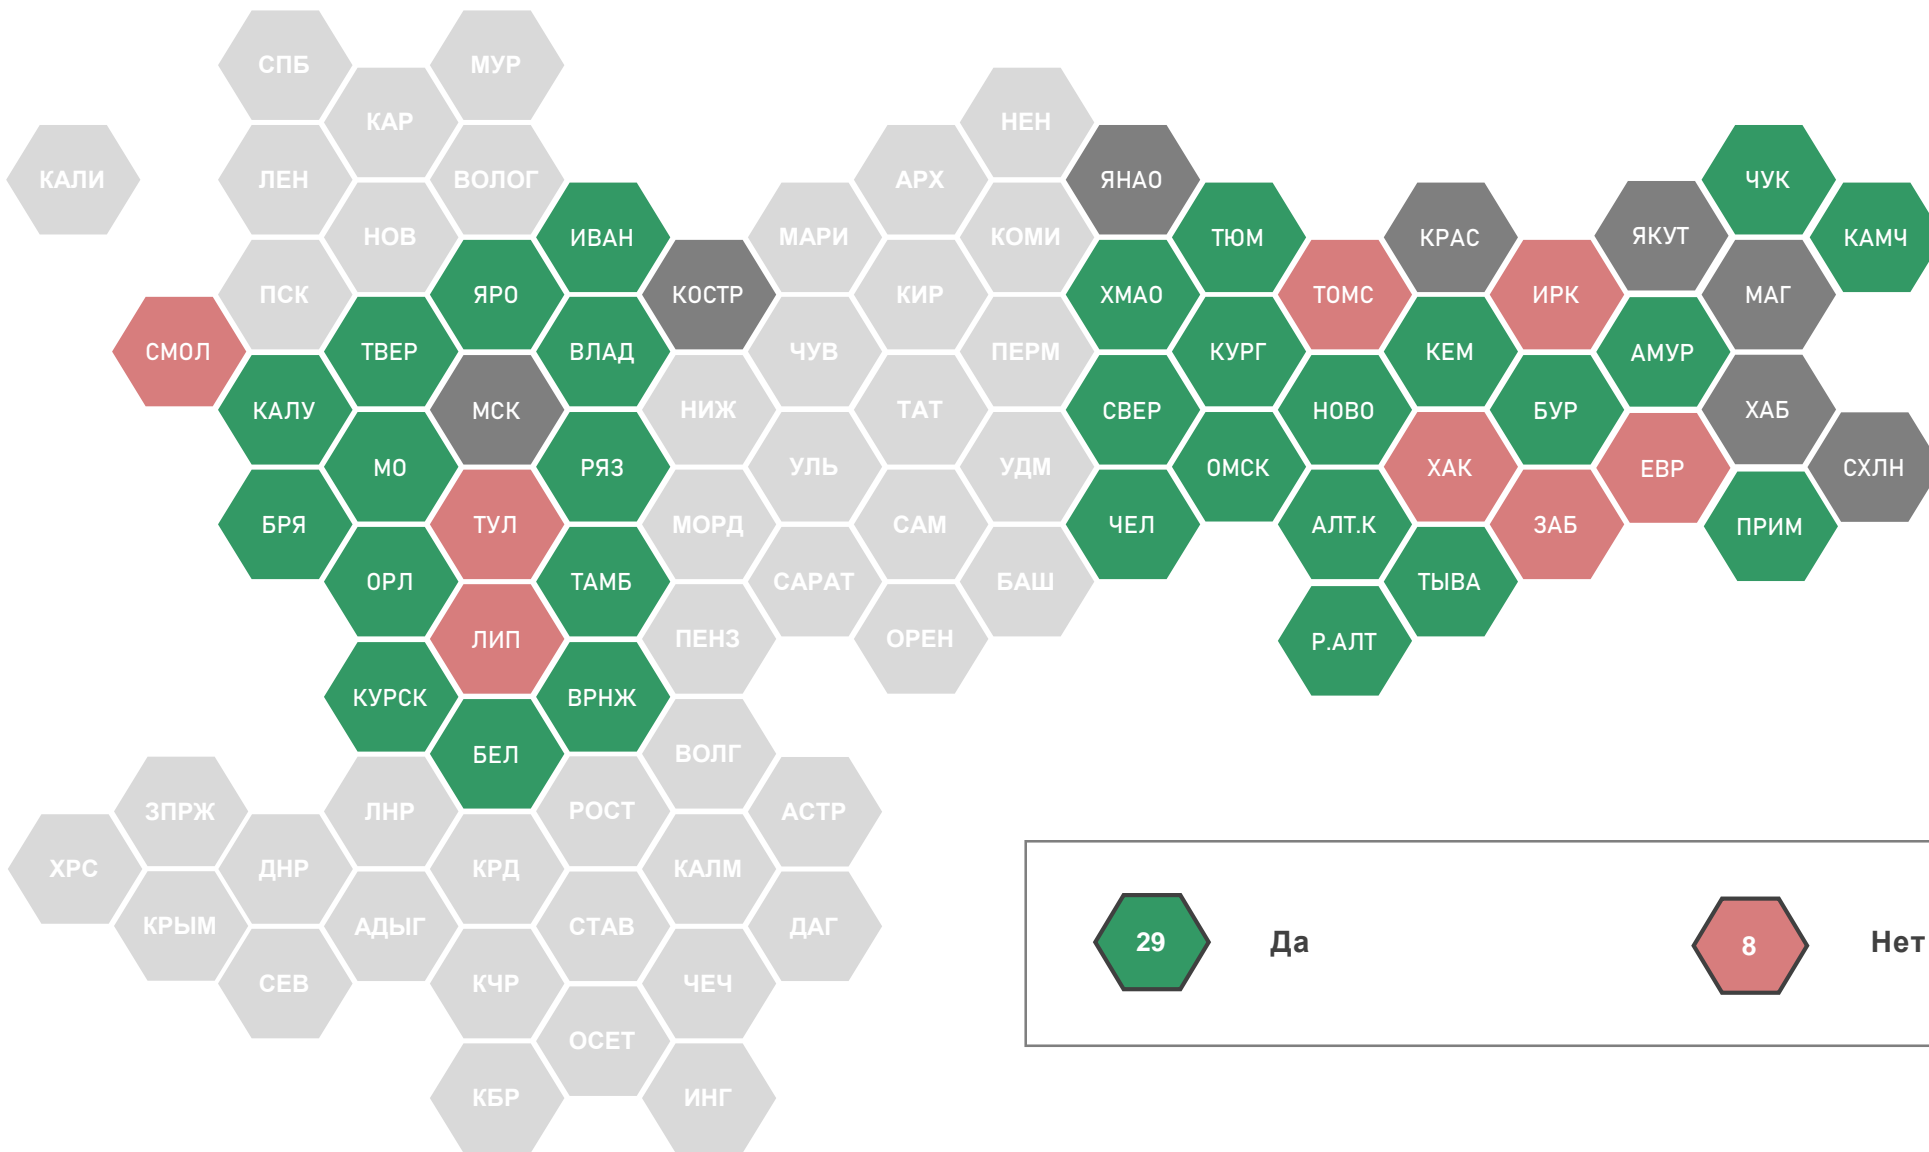 СПБ
МУР
КАР
НЕН
КАЛИ
ЛЕН
ВОЛОГ
АРХ
ЯНАО
ЧУК
НОВ
ИВАН
МАРИ
КОМИ
ТЮМ
КРАС
ЯКУТ
КАМЧ
ПСК
ЯРО
КОСТР
КИР
ХМАО
ТОМС
ИРК
МАГ
СМОЛ
ТВЕР
ВЛАД
ЧУВ
ПЕРМ
КУРГ
КЕМ
АМУР
КАЛУ
МСК
НИЖ
ТАТ
СВЕР
НОВО
БУР
ХАБ
МО
РЯЗ
УЛЬ
УДМ
ОМСК
ХАК
ЕВР
СХЛН
БРЯ
ТУЛ
МОРД
САМ
ЧЕЛ
АЛТ.К
ЗАБ
ПРИМ
ОРЛ
ТАМБ
САРАТ
БАШ
ТЫВА
ЛИП
ПЕНЗ
ОРЕН
Р.АЛТ
КУРСК
ВРНЖ
БЕЛ
ВОЛГ
ЗПРЖ
ЛНР
РОСТ
АСТР
ХРС
ДНР
КРД
КАЛМ
КРЫМ
АДЫГ
СТАВ
ДАГ
СЕВ
КЧР
ЧЕЧ
ОСЕТ
КБР
ИНГ
29 Да
8 Нет